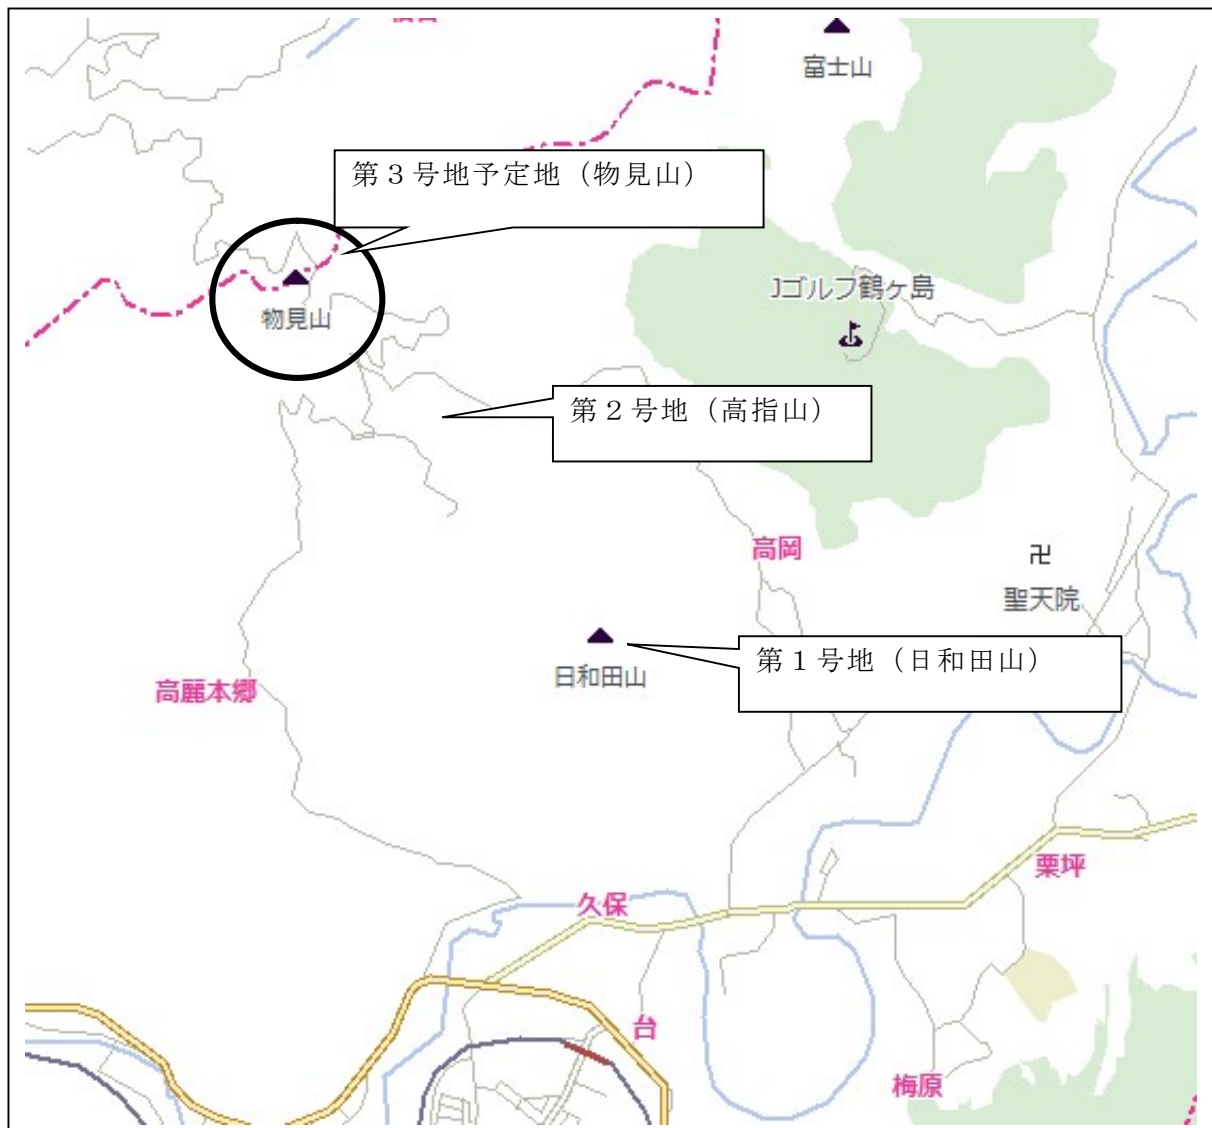 富士山
第３号地予定地（物見山）
Jゴルフ鶴ヶ島
物見山
第２号地（高指山）
高岡
卍
聖天院
第１号地（日和田山）
日和田山
高麗本郷
栗坪
久保
台
梅原